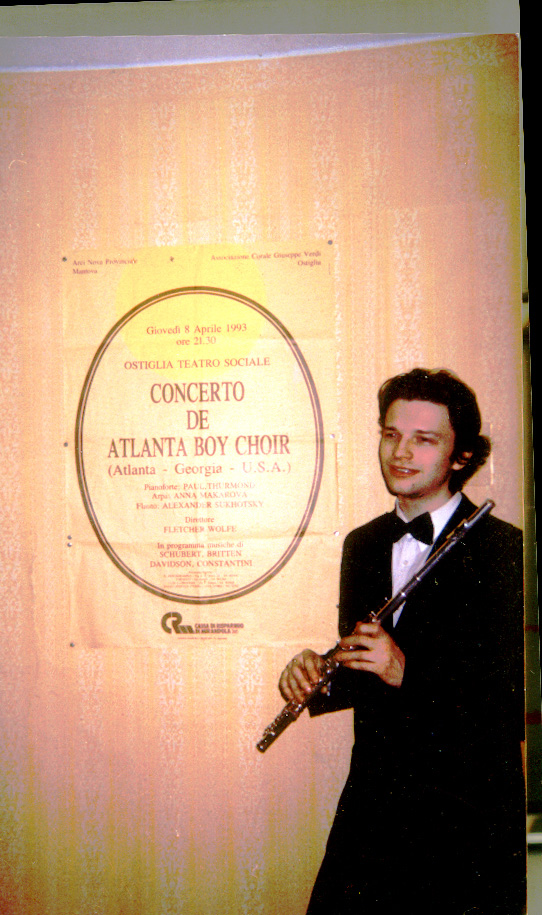 Arci Nova Provinciale
Mantova
Associazione Corale Giuseppe Verdi
Ostiglia
Giovedì 8 Aprile 1993
ore 21.30
OSTIGLIA TEATRO SOCIALE
CONCERTO
DE
ATLANTA BOY CHOIR
(Atlanta - Georgia - U.S.A.)
Pianoforte: PAUL THURMOND
Arpa: ANNA MAKAROVA
Flauto: ALEXANDER SUKHOTSKY
Direttore
FLETCHER WOLFE
In programma musiche di
SCHUBERT, BRITTEN
DAVIDSON, CONSTANTINI
CASSA DI RISPARMIO
DI MIRANDOLA